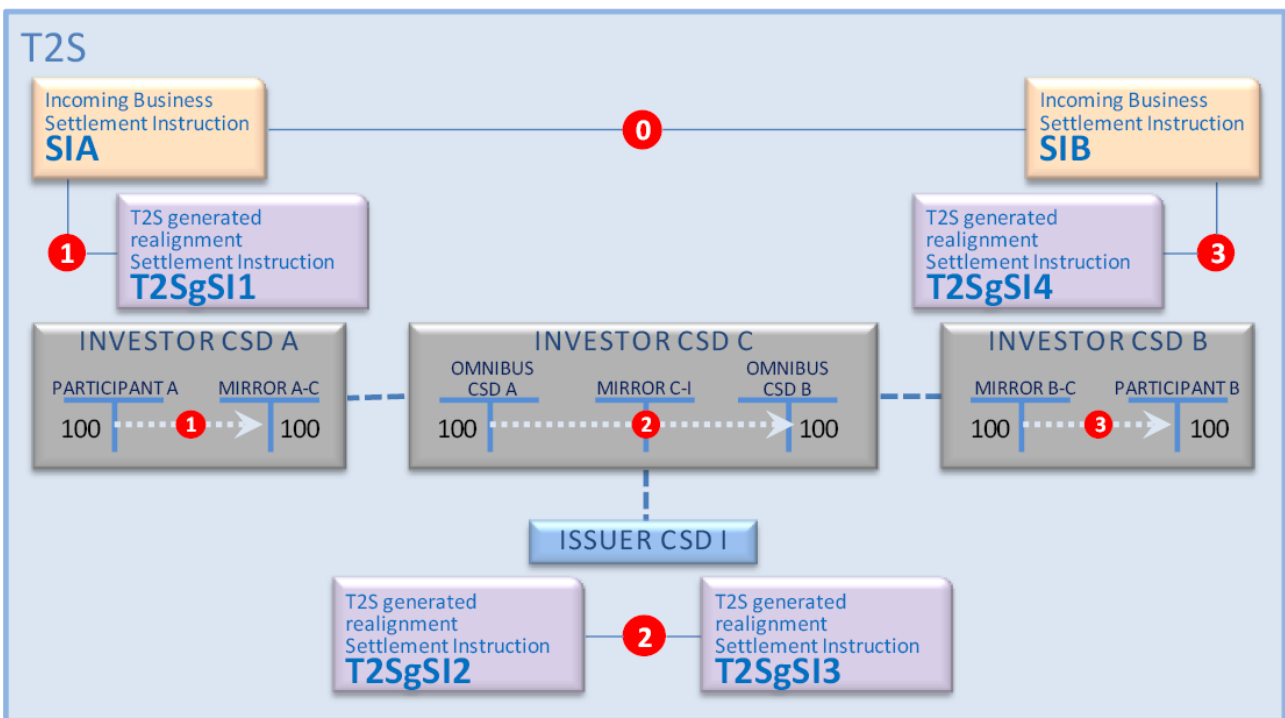 T2S
Incoming Business
Settlement Instruction
SIA
0
Incoming Business
Settlement Instruction
SIB
1
T2S generated
realignment
Settlement Instruction
T2SgSI1
T2S generated
realignment
Settlement Instruction
T2SgSI4
3
INVESTOR CSD A
PARTICIPANT A
MIRROR A-C
100
1
100
INVESTOR CSD C
OMNIBUS
CSD A
MIRROR C-I
OMNIBUS
CSD B
100
2
100
INVESTOR CSD B
MIRROR B-C
PARTICIPANT B
100
3
100
ISSUER CSD I
T2S generated
realignment
Settlement Instruction
T2SgSI2
2
T2S generated
realignment
Settlement Instruction
T2SgSI3